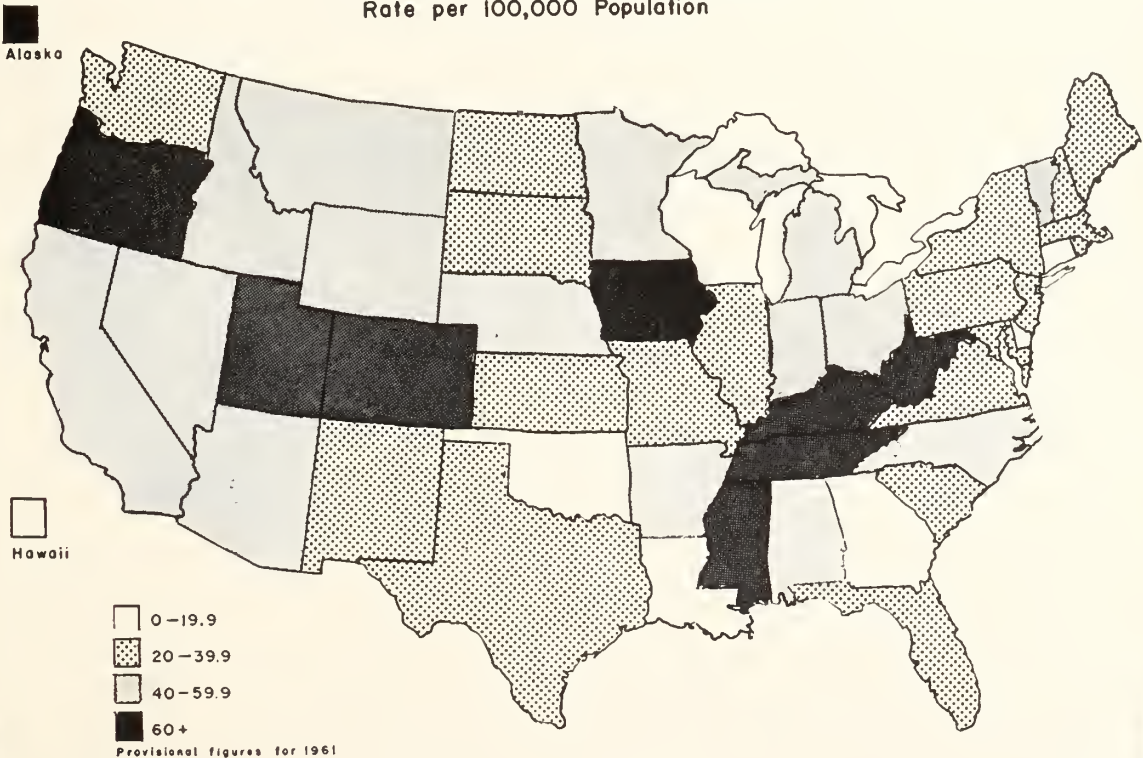 Rate per 100,000 Population
Alaska
Hawaii
0-19.9
20-39.9
40-59.9
60+
Provisional figures for 1961